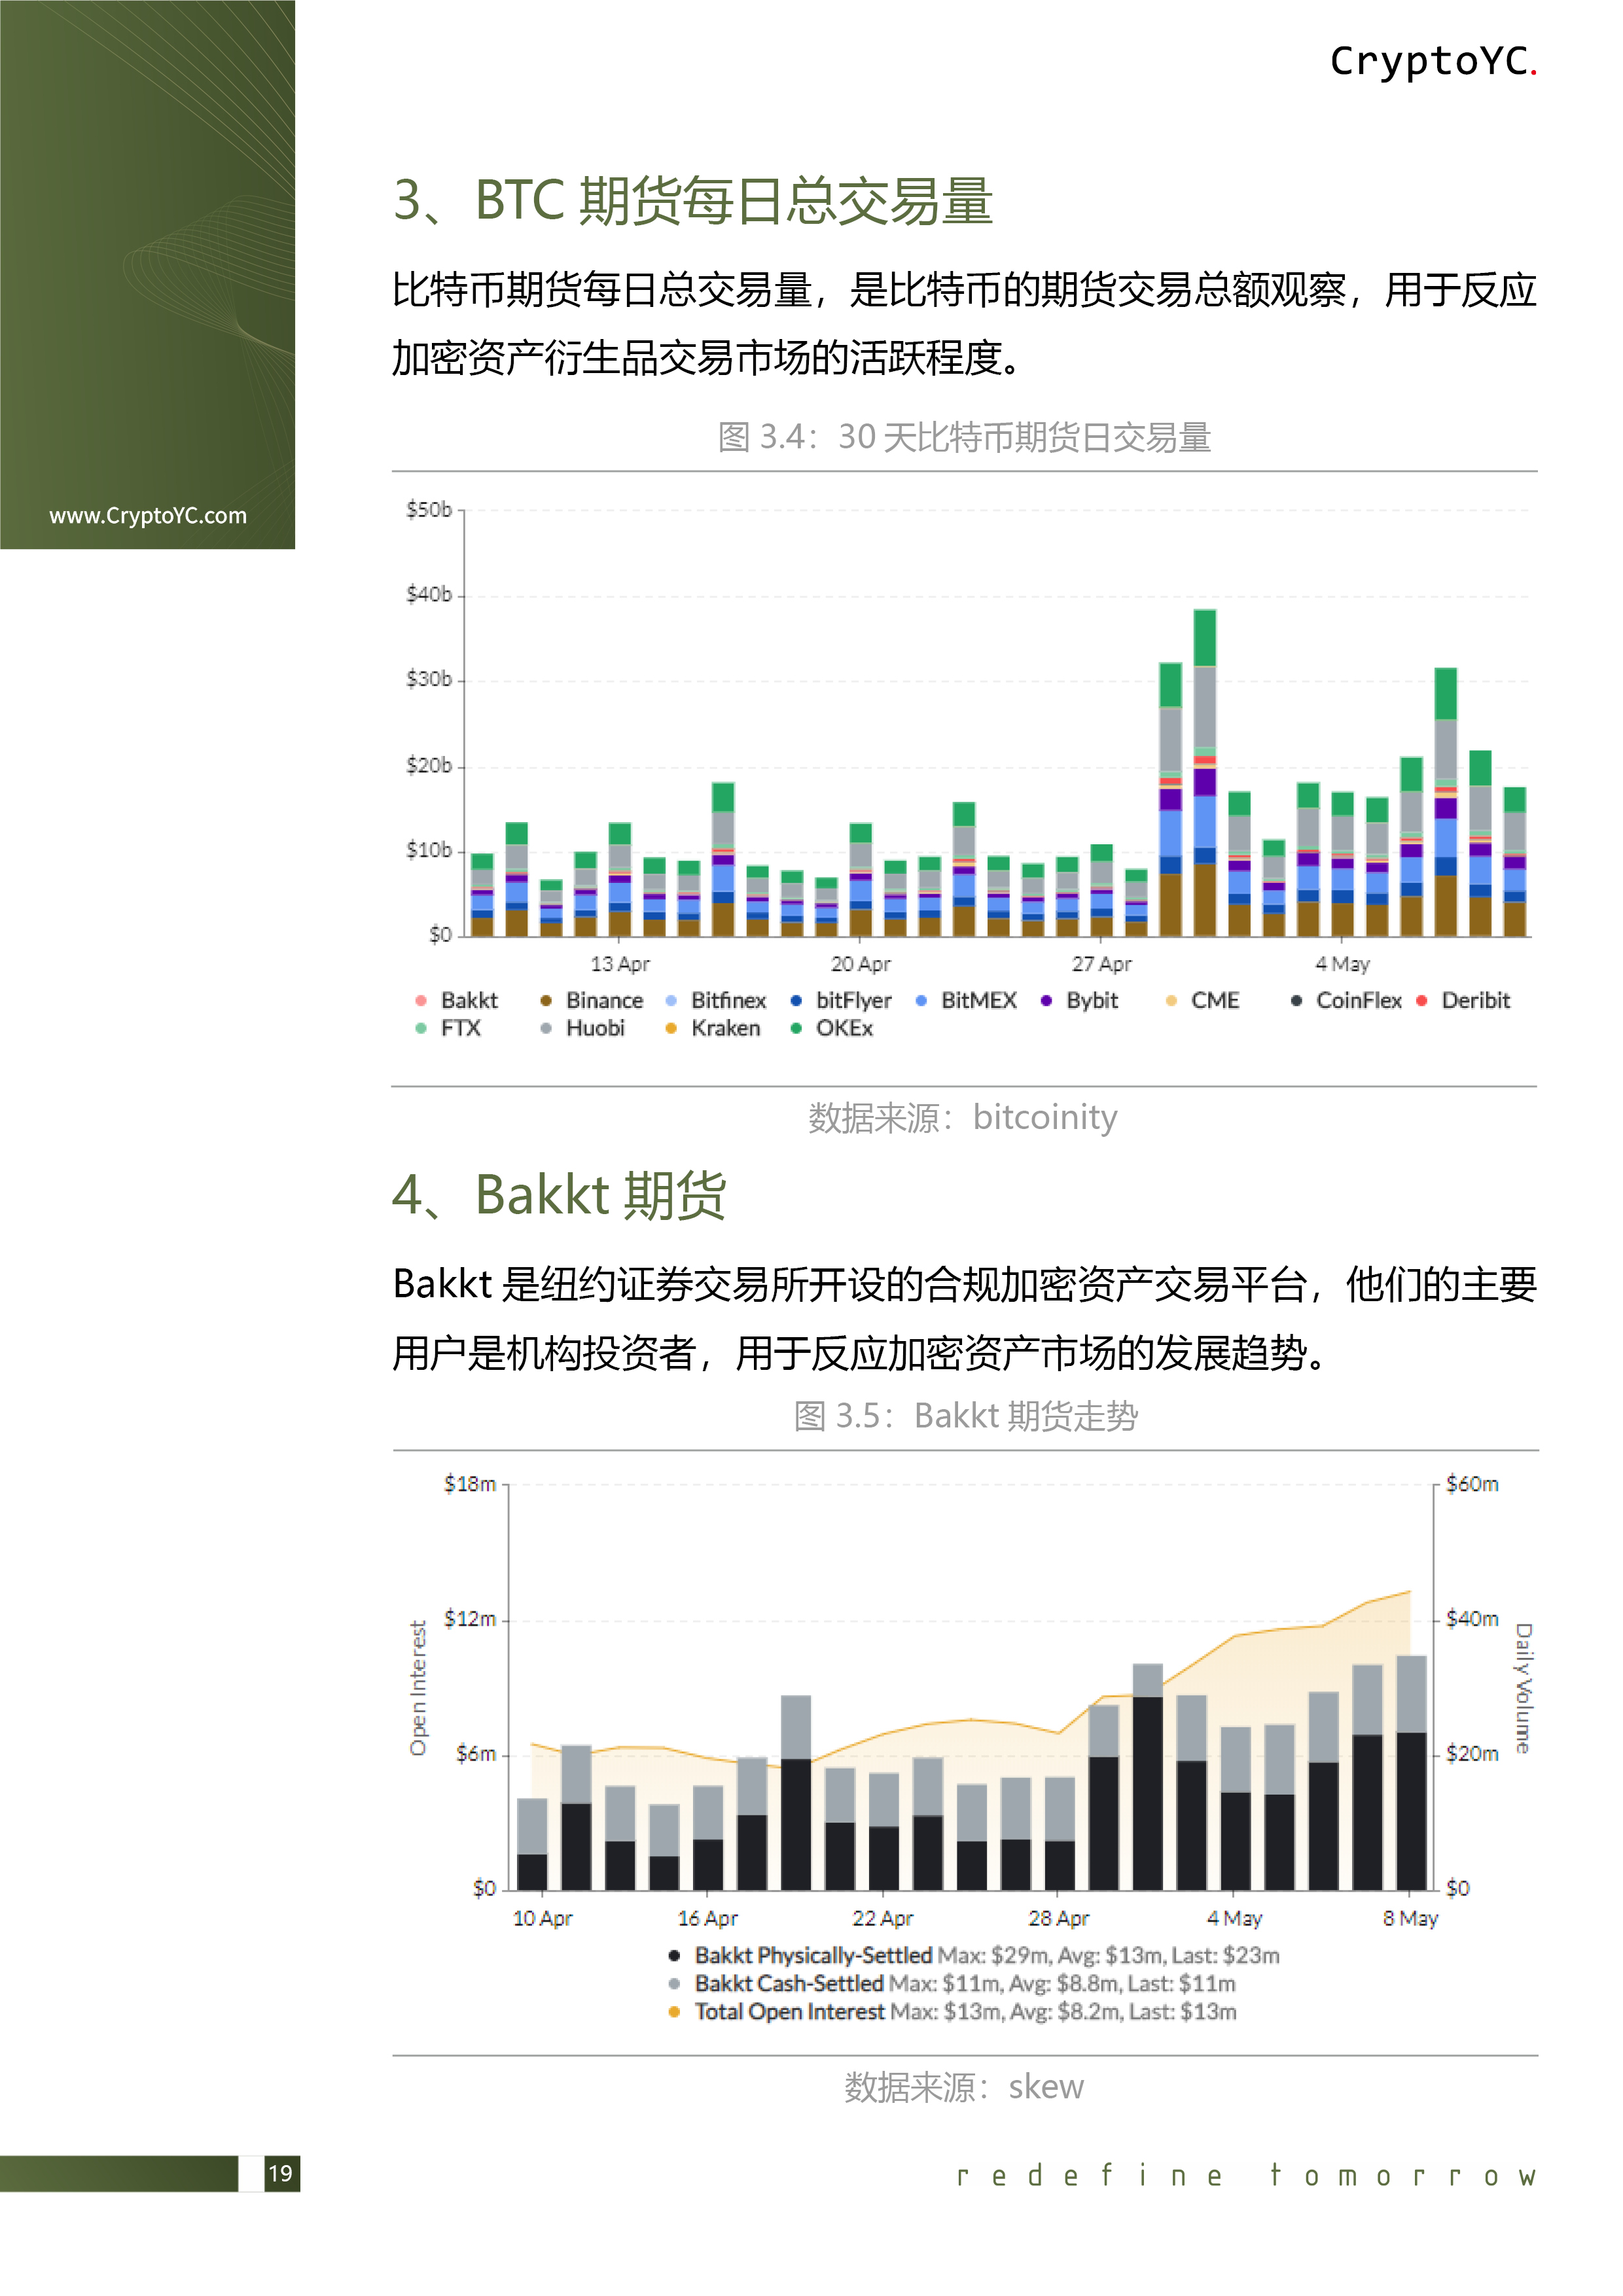 CryptoYC.
www.CryptoYC.com
3、BTC 期货每日总交易量
比特币期货每日总交易量，是比特币的期货交易总额观察，用于反应
加密资产衍生品交易市场的活跃程度。
图 3.4：30 天比特币期货日交易量
$50b
$40b
$30b
$20b
$10b
$0
13 Apr 20 Apr 27 Apr 4 May
Bakkt Binance Bitfinex bitFlyer BitMEX Bybit CME CoinFlex Deribit
FTX Huobi Kraken OKEx
数据来源：bitcoinity
4、Bakkt 期货
Bakkt 是纽约证券交易所开设的合规加密资产交易平台，他们的主要
用户是机构投资者，用于反应加密资产市场的发展趋势。
图 3.5：Bakkt 期货走势
$18m $60m
$12m $40m
Open Interest
Daily Volume
$6m $20m
$0 $0
10 Apr 16 Apr 22 Apr 28 Apr 4 May 8 May
Bakkt Physically-Settled Max: $29m, Avg: $13m, Last: $23m
Bakkt Cash-Settled Max: $11m, Avg: $8.8m, Last: $11m
Total Open Interest Max: $13m, Avg: $8.2m, Last: $13m
数据来源：skew
19
redefine tomorrow